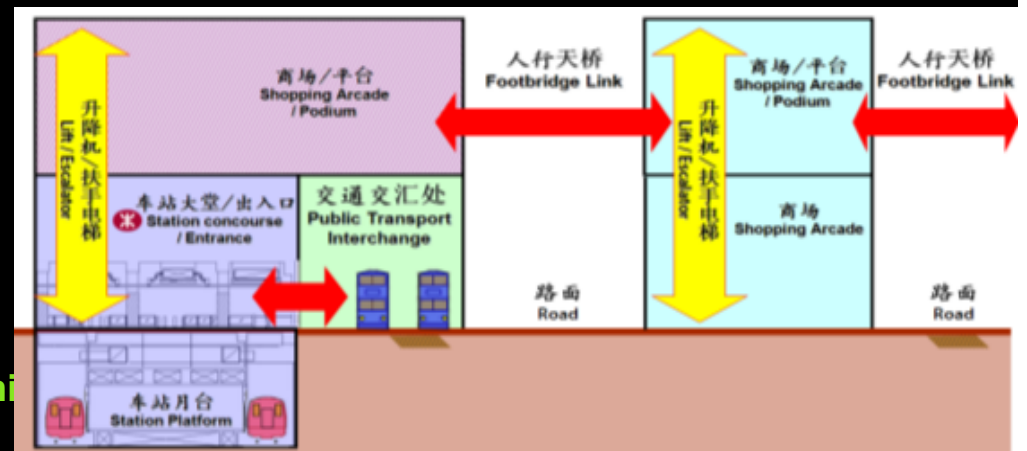 商场/平台
Shopping Arcade
/ Podium
升降机/扶手电梯
Lift / Escalator
车站大堂/出入口
Station concourse
/ Entrance
交通交汇处
Public Transport
Interchange
车站月台
Station Platform
人行天桥
Footbridge Link
路面
Road
商场/平台
Shopping Arcade
/ Podium
升降机/扶手电梯
Lift / Escalator
商场
Shopping Arcade
人行天桥
Footbridge Link
路面
Road